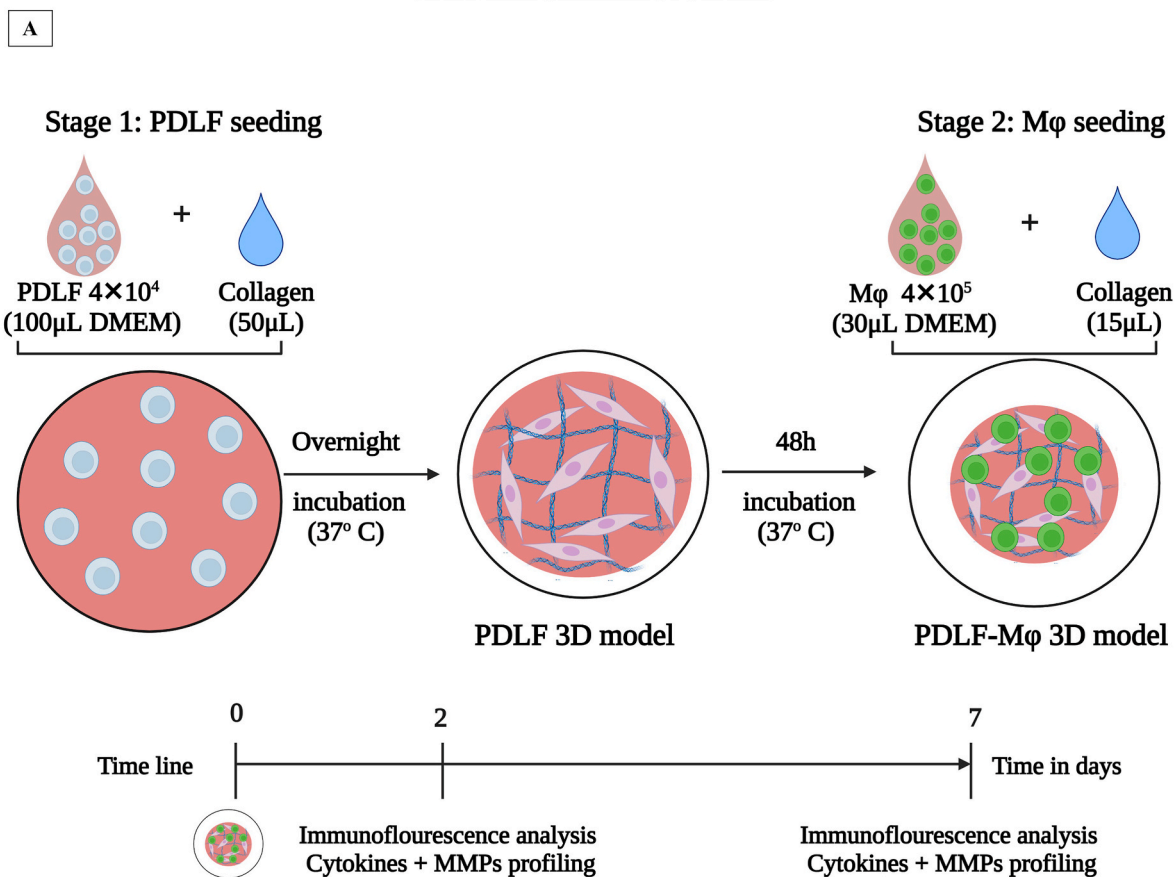 A
Stage 1: PDLF seeding
Stage 2: Mφ seeding
+
+
PDLF 4×10⁴
(100μL DMEM)
Collagen
(50μL)
Mφ 4×10⁵
(30μL DMEM)
Collagen
(15μL)
Overnight
incubation
(37º C)
48h
incubation
(37º C)
PDLF 3D model
PDLF-Mφ 3D model
0
2
7
Time line
Time in days
Immunoflourescence analysis
Cytokines + MMPs profiling
Immunoflourescence analysis
Cytokines + MMPs profiling